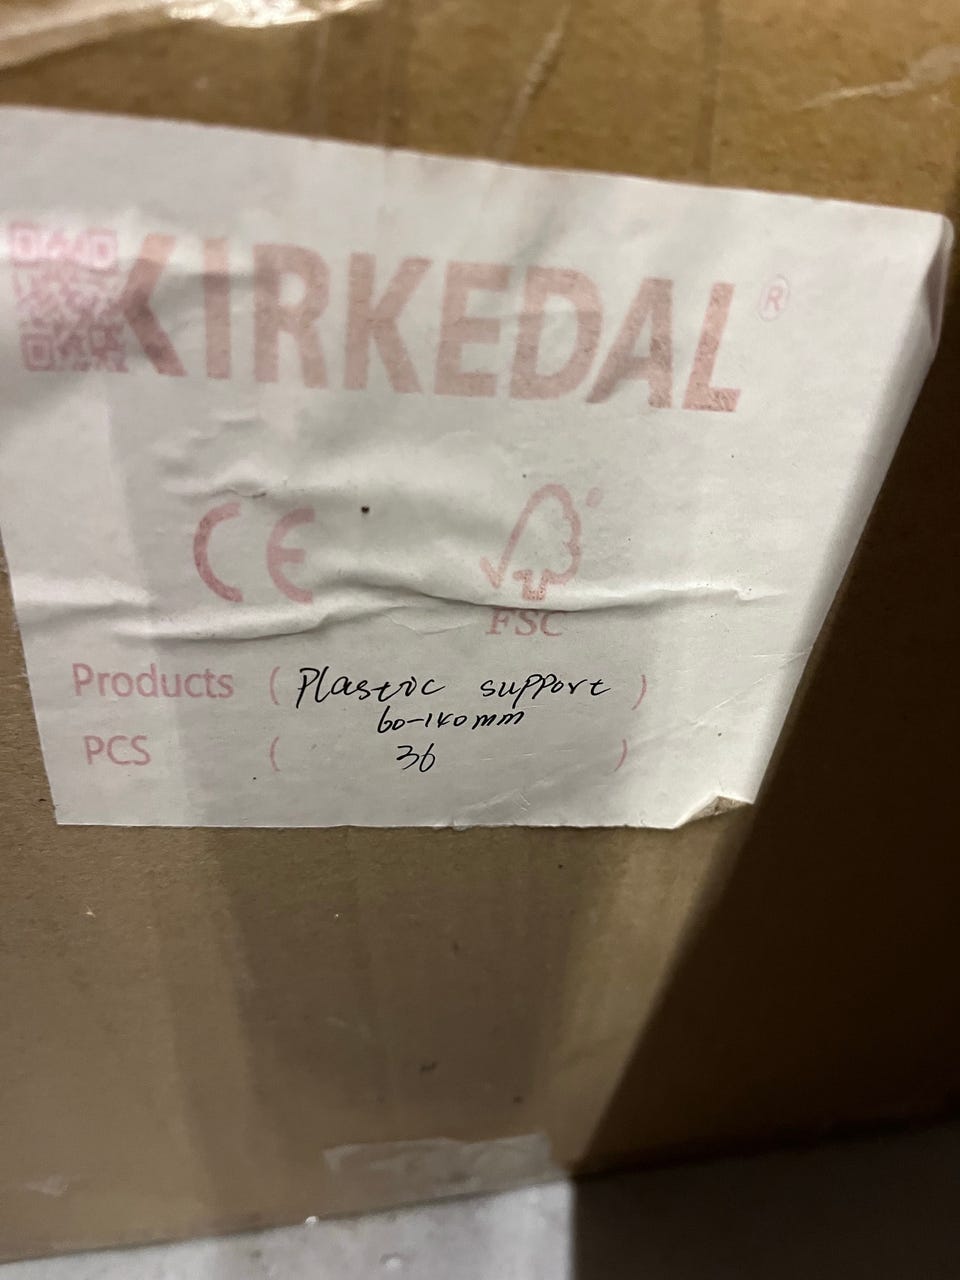 KIRKEDAL®
CE
FSC
Products ( Plastic support )
60-140mm
PCS ( 36 )